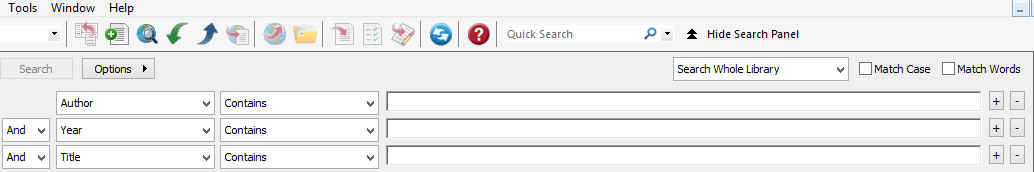 Tools Window Help
Quick Search Hide Search Panel
Search Options Search Whole Library Match Case Match Words
Author Contains + -
And Year Contains + -
And Title Contains + -